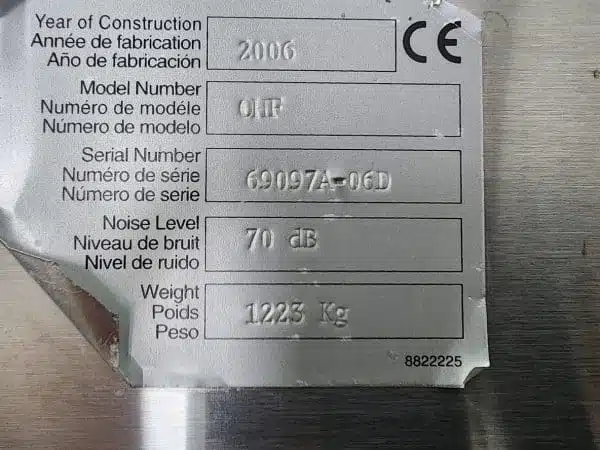 Year of Construction
Année de fabrication
Año de fabricación
2006
CE
Model Number
Numéro de modéle
Número de modelo
OHF
Serial Number
Numéro de série
Número de serie
69097A-06D
Noise Level
Niveau de bruit
Nivel de ruido
70 dB
Weight
Poids
Peso
1223 Kg
8822225